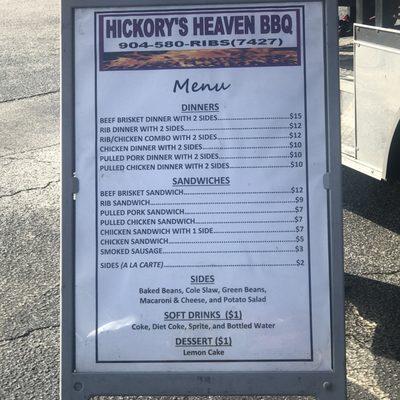 HICKORY'S HEAVEN BBQ
904-580-RIBS(7427)
Menu
DINNERS
BEEF BRISKET DINNER WITH 2 SIDES....................$15
RIB DINNER WITH 2 SIDES....................$12
RIB/CHICKEN COMBO WITH 2 SIDES....................$12
CHICKEN DINNER WITH 2 SIDES....................$10
PULLED PORK DINNER WITH 2 SIDES....................$10
PULLED CHICKEN DINNER WITH 2 SIDES....................$10
SANDWICHES
BEEF BRISKET SANDWICH....................$12
RIB SANDWICH....................$9
PULLED PORK SANDWICH....................$7
PULLED CHICKEN SANDWICH....................$7
CHIICKEN SANDWICH WITH 1 SIDE....................$7
CHICKEN SANDWICH....................$5
SMOKED SAUSAGE....................$3
SIDES (A LA CARTE)....................$2
SIDES
Baked Beans, Cole Slaw, Green Beans,
Macaroni & Cheese, and Potato Salad
SOFT DRINKS ($1)
Coke, Diet Coke, Sprite, and Bottled Water
DESSERT ($1)
Lemon Cake